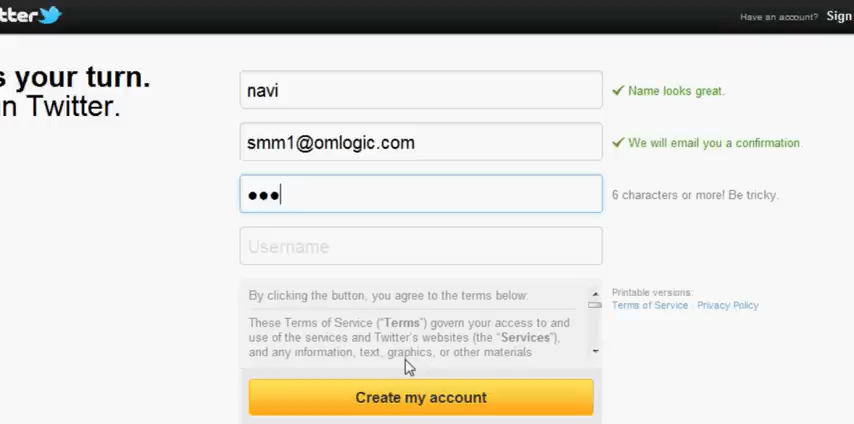 tter
Have an account? Sign
s your turn.
n Twitter.
navi
Name looks great.
smm1@omlogic.com
We will email you a confirmation.
●●●
6 characters or more! Be tricky.
Username
By clicking the button, you agree to the terms below:
These Terms of Service ("Terms") govern your access to and
use of the services and Twitter's websites (the "Services"),
and any information, text, graphics, or other materials
Printable versions:
Terms of Service · Privacy Policy
Create my account